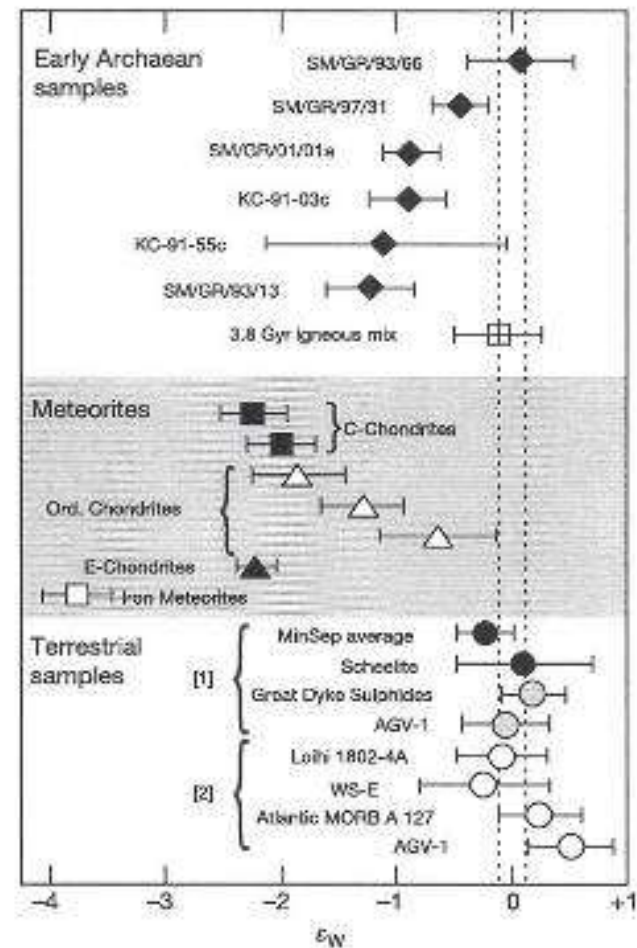 Early Archaean
samples
SM/GR/93/66
SM/GR/97/31
SM/GR/01/01a
KC-91-03c
KC-91-55c
SM/GR/93/13
3.8 Gyr igneous mix
Meteorites
C-Chondrites
Ord. Chondrites
E-Chondrites
Iron Meteorites
Terrestrial
samples
[1]
MinSep average
Scheelite
Great Dyke Sulphides
AGV-1
[2]
Loihi 1802-4A
WS-E
Atlantic MORB A 127
AGV-1
−4 −3 −2 −1 0 +1
εW